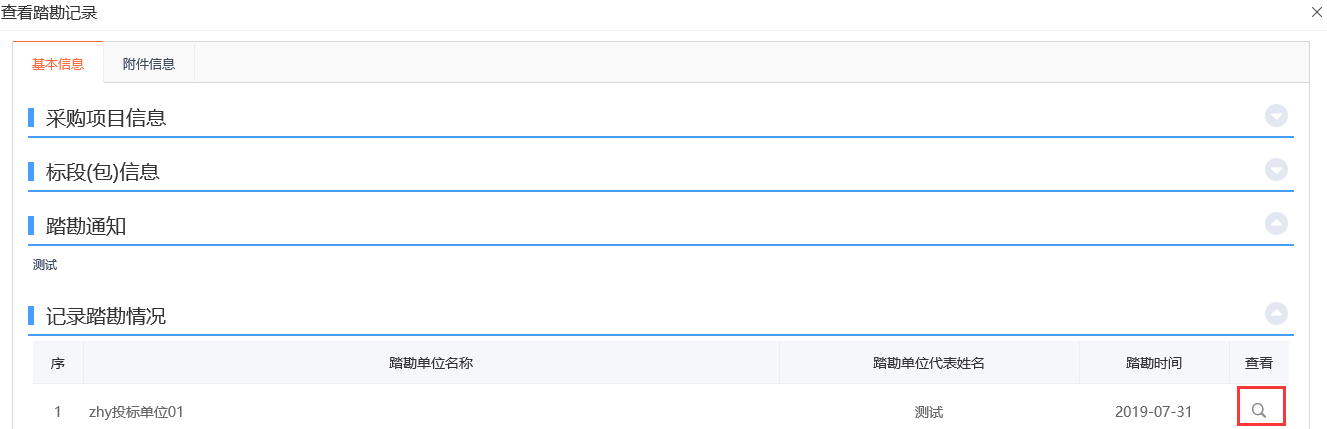 查看踏勘记录
基本信息 附件信息
采购项目信息
标段(包)信息
踏勘通知
测试
记录踏勘情况
序 踏勘单位名称 踏勘单位代表姓名 踏勘时间 查看
1 zhy投标单位01 测试 2019-07-31